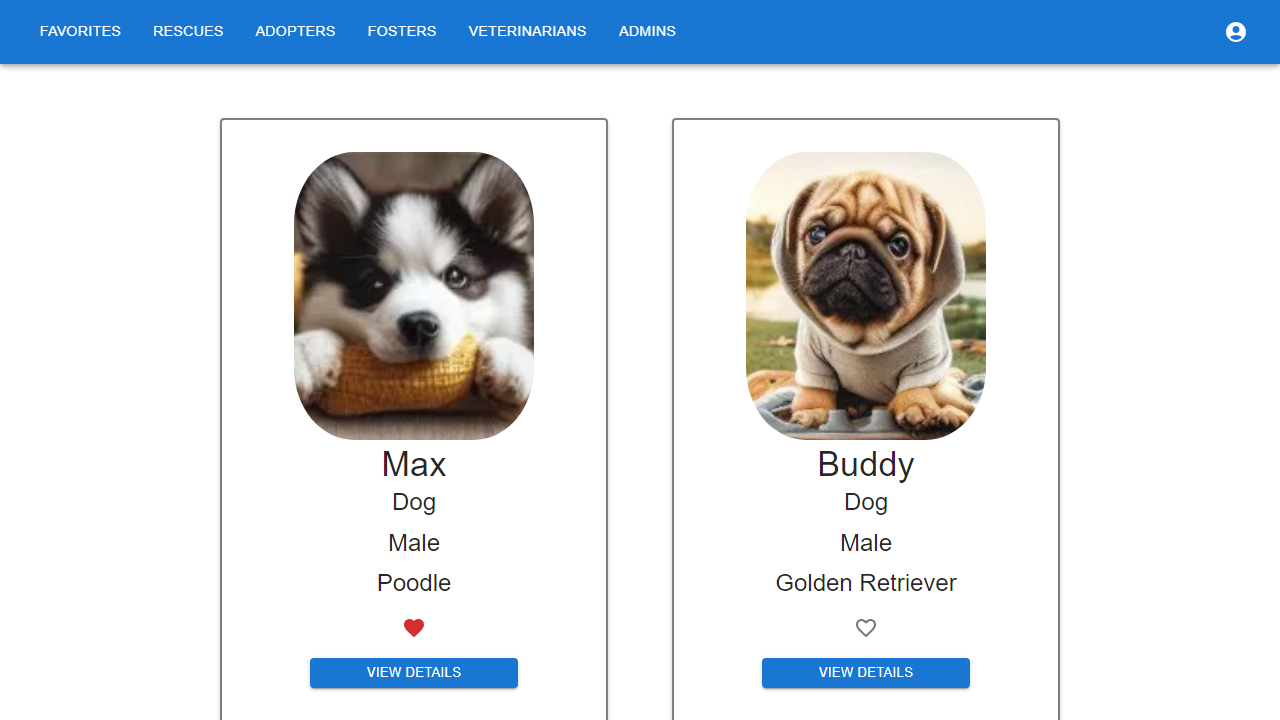 FAVORITES RESCUES ADOPTERS FOSTERS VETERINARIANS ADMINS
Max
Dog
Male
Poodle
VIEW DETAILS
Buddy
Dog
Male
Golden Retriever
VIEW DETAILS